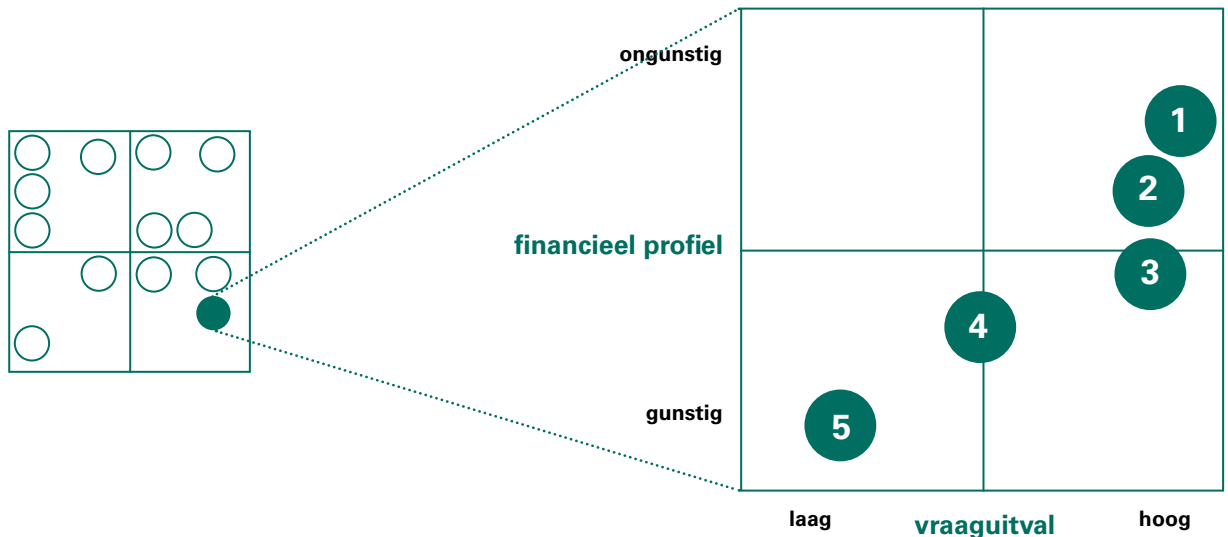 ongunstig
1
2
financieel profiel
3
4
gunstig
5
laag
vraaguitval
hoog